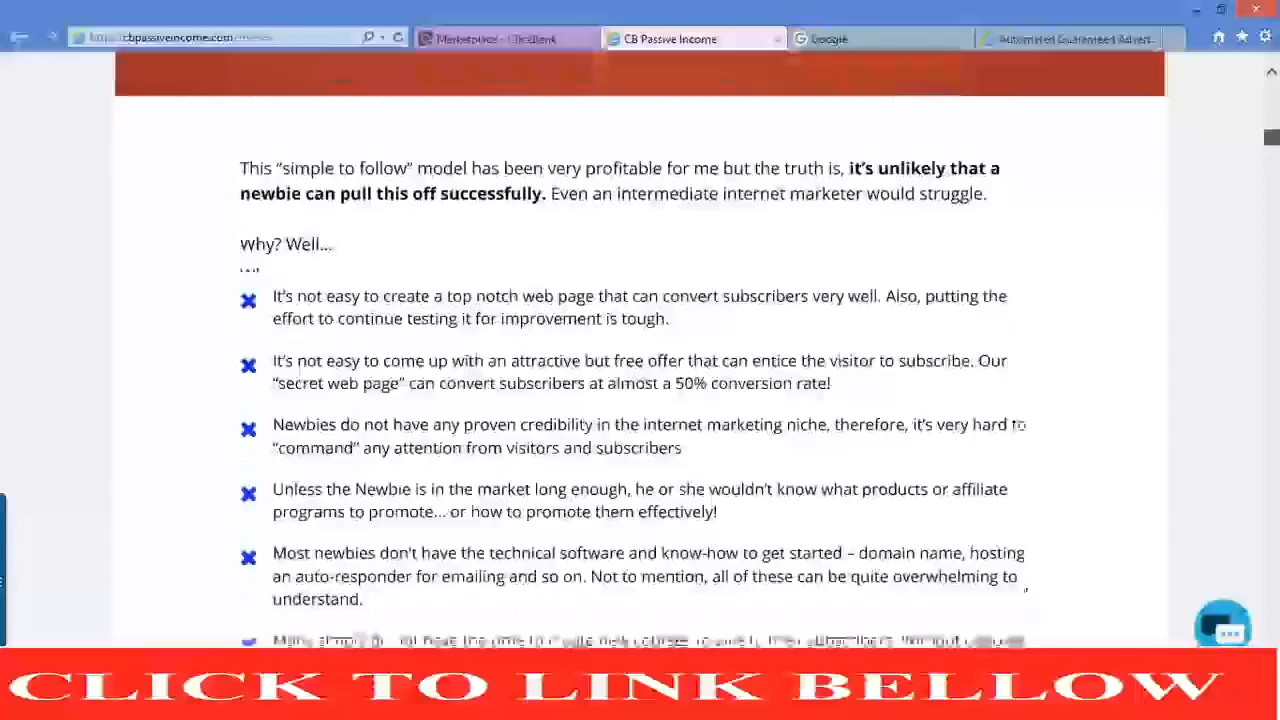 cbpassiveincome.com
Marketplace - ClickBank
CB Passive Income
Google
Automated Guaranteed Advert...
This “simple to follow” model has been very profitable for me but the truth is, it’s unlikely that a
newbie can pull this off successfully. Even an intermediate internet marketer would struggle.
Why? Well...
It’s not easy to create a top notch web page that can convert subscribers very well. Also, putting the
effort to continue testing it for improvement is tough.
It’s not easy to come up with an attractive but free offer that can entice the visitor to subscribe. Our
“secret web page” can convert subscribers at almost a 50% conversion rate!
Newbies do not have any proven credibility in the internet marketing niche, therefore, it’s very hard to
“command” any attention from visitors and subscribers
Unless the Newbie is in the market long enough, he or she wouldn’t know what products or affiliate
programs to promote... or how to promote them effectively!
Most newbies don’t have the technical software and know-how to get started – domain name, hosting
an auto-responder for emailing and so on. Not to mention, all of these can be quite overwhelming to
understand.
CLICK TO LINK BELLOW